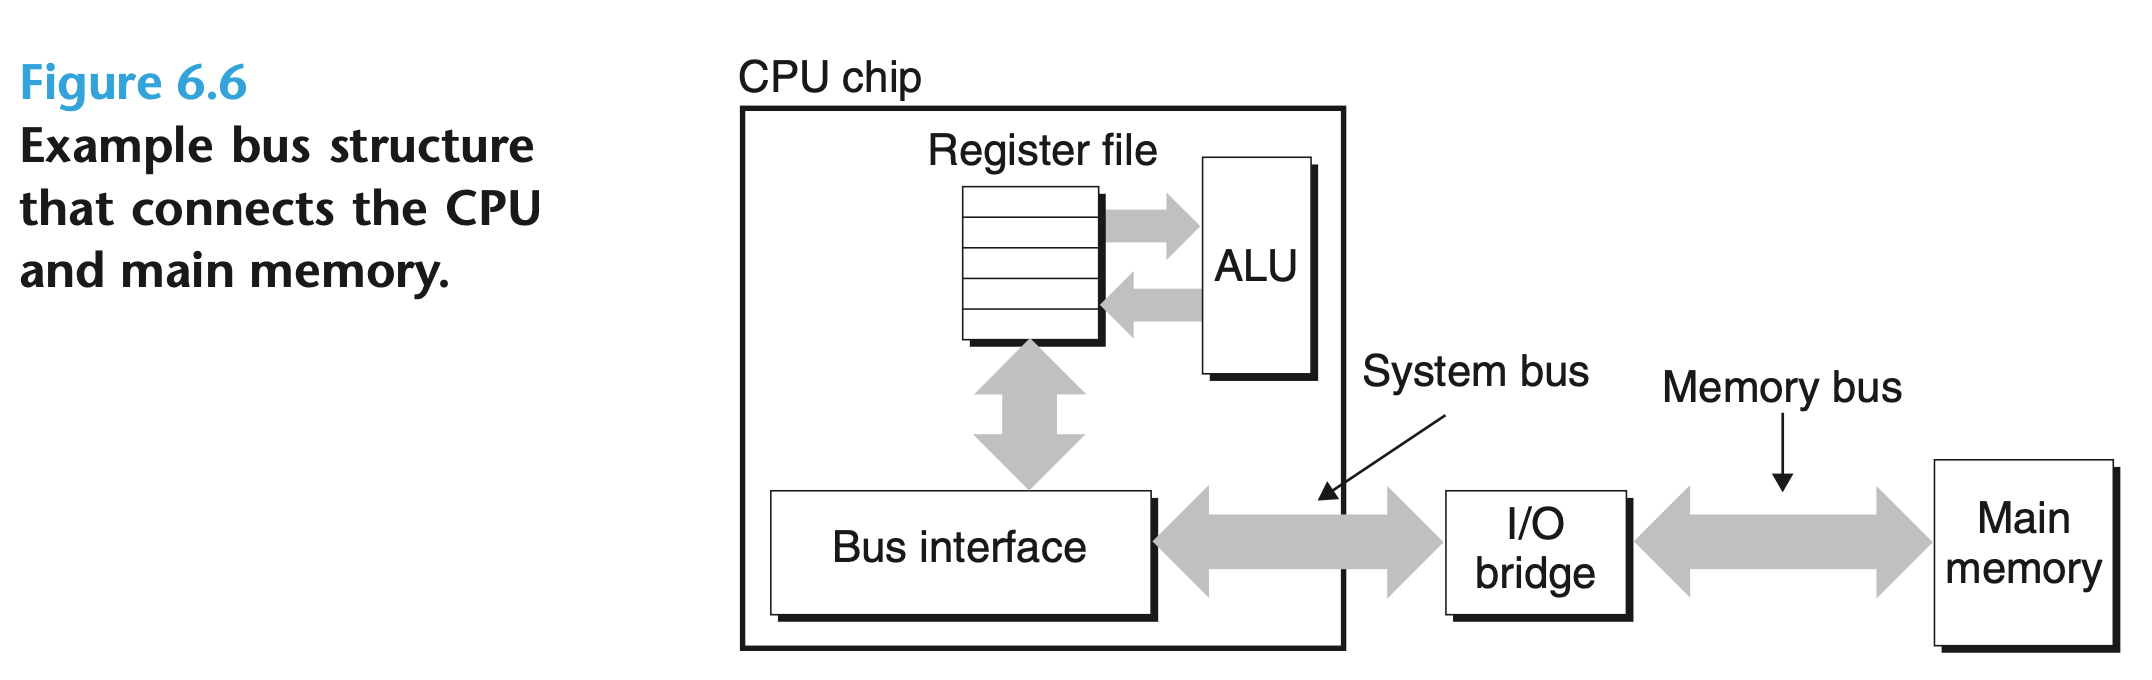 Figure 6.6
Example bus structure
that connects the CPU
and main memory.
CPU chip
Register file
ALU
System bus
Memory bus
Bus interface
I/O
bridge
Main
memory